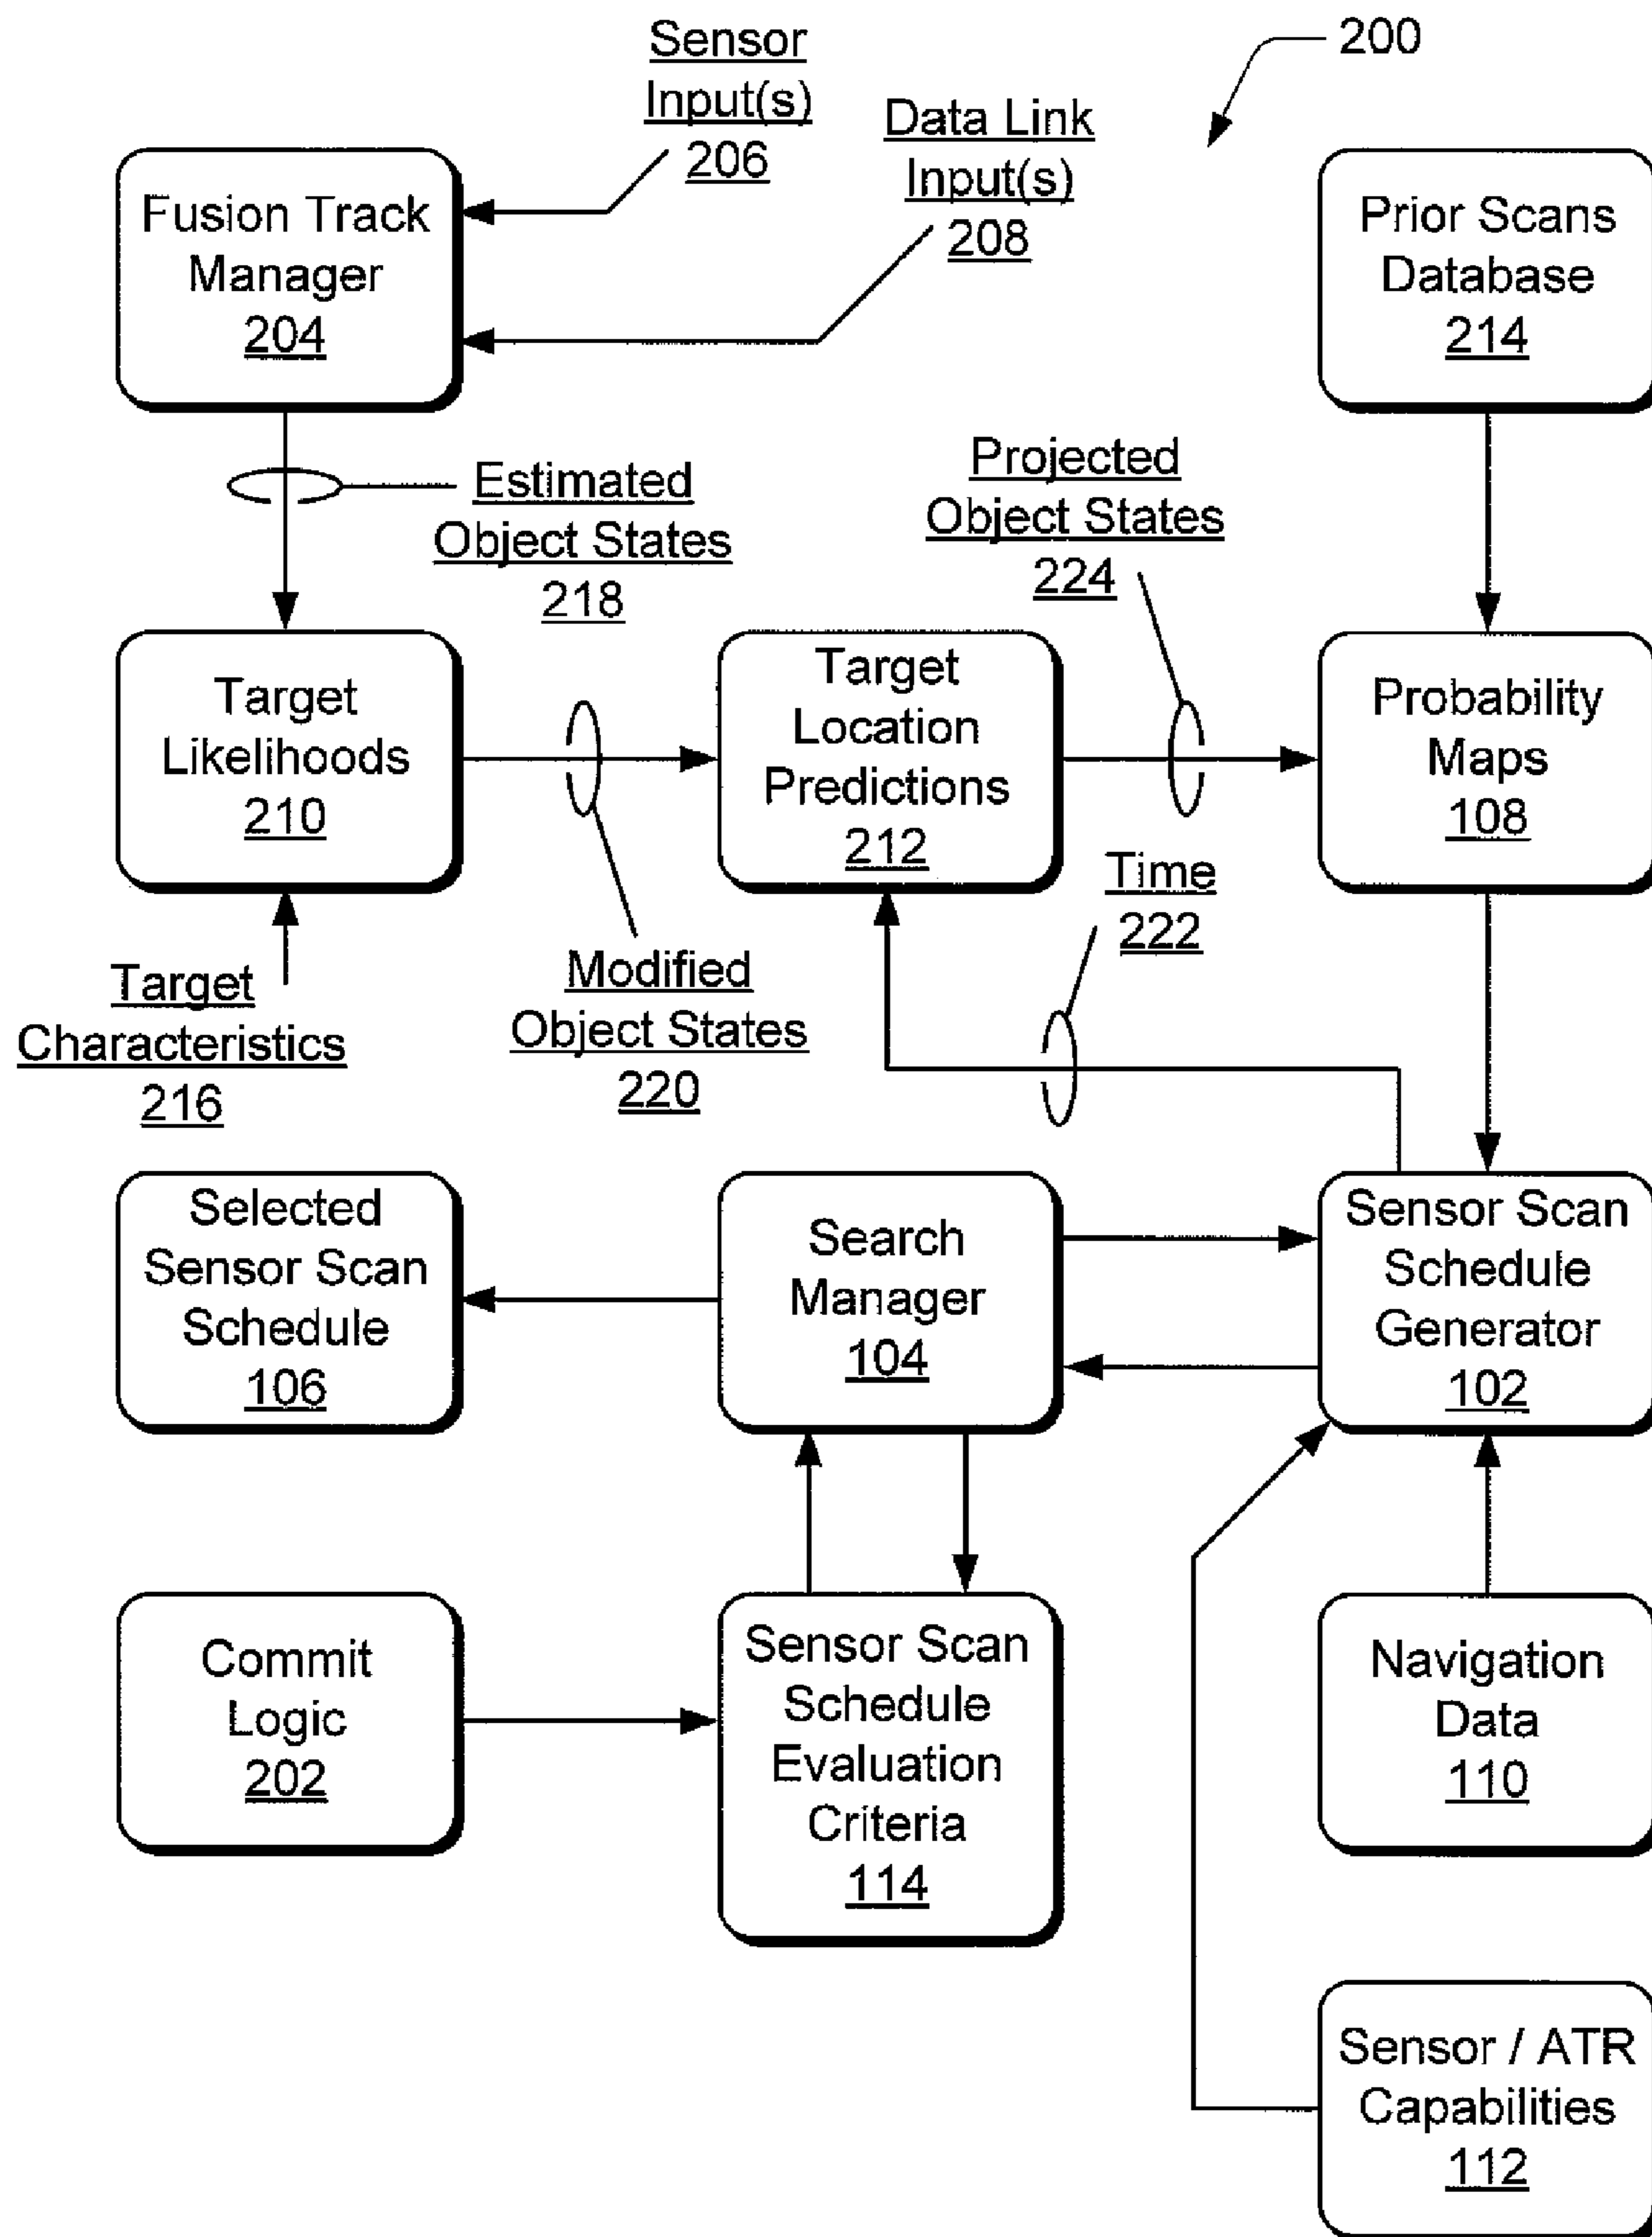 200
Sensor
Input(s)
206
Data Link
Input(s)
208
Fusion Track
Manager
204
Prior Scans
Database
214
Estimated
Object States
218
Projected
Object States
224
Target
Likelihoods
210
Target
Location
Predictions
212
Probability
Maps
108
Time
222
Target
Characteristics
216
Modified
Object States
220
Selected
Sensor Scan
Schedule
106
Search
Manager
104
Sensor Scan
Schedule
Generator
102
Commit
Logic
202
Sensor Scan
Schedule
Evaluation
Criteria
114
Navigation
Data
110
Sensor / ATR
Capabilities
112